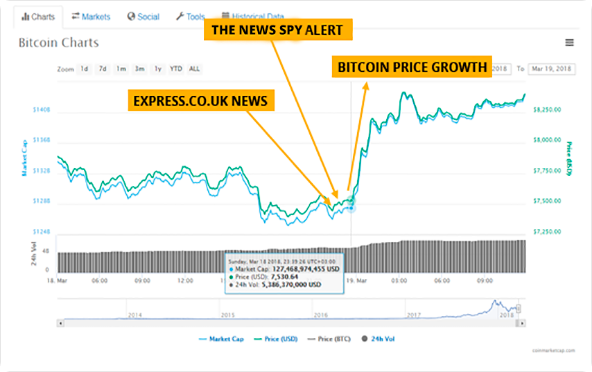 Charts Markets Social Tools Historical Data
THE NEWS SPY ALERT
Bitcoin Charts
BITCOIN PRICE GROWTH
Zoom 1d 7d 1m 3m 1y YTD ALL
2018 To Mar 19, 2018
EXPRESS.CO.UK NEWS
$140B
$136B
$132B
$128B
$124B
Market Cap
$8,250.00
$8,000.00
$7,750.00
$7,500.00
$7,250.00
Price (USD)
24h Vol
40
0
Sunday, Mar 18 2018, 23:39:26 UTC+00:00
Market Cap: 127,468,974,455 USD
Price (USD): 7,530.64
24h Vol: 5,386,370,000 USD
18. Mar 03:00 06:00 09:00 19. Mar 05:00 09:00
2014 2015 2016 2017 2018
Market Cap Price (USD) Price (BTC) 24h Vol
coinmarketcap.com